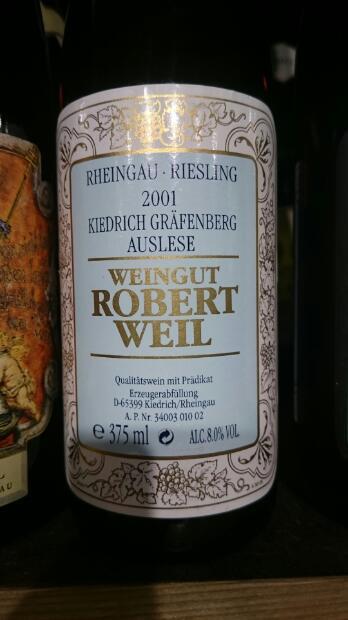 RHEINGAU · RIESLING
2001
KIEDRICH GRÄFENBERG
AUSLESE
WEINGUT
ROBERT
WEIL
Qualitätswein mit Prädikat
Erzeugerabfüllung
D-65399 Kiedrich/Rheingau
A. P. Nr. 34003 010 02
℮ 375 ml ALC. 8.0% VOL.